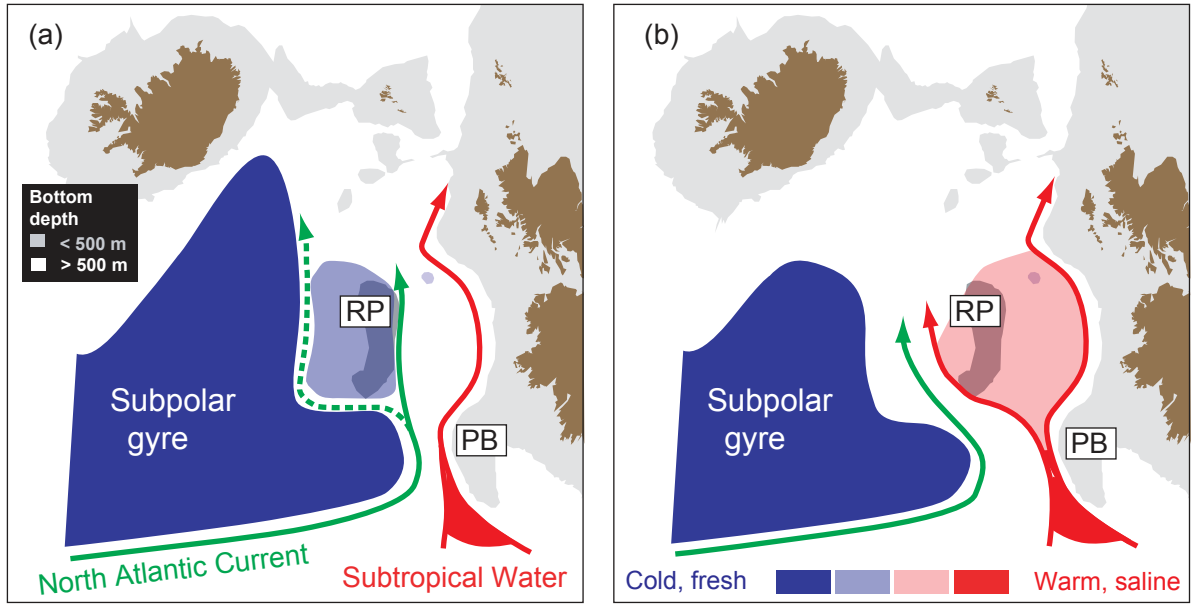 (a)
Bottom
depth
< 500 m
> 500 m
RP
Subpolar
gyre
PB
North Atlantic Current
Subtropical Water
(b)
RP
Subpolar
gyre
PB
Cold, fresh
Warm, saline